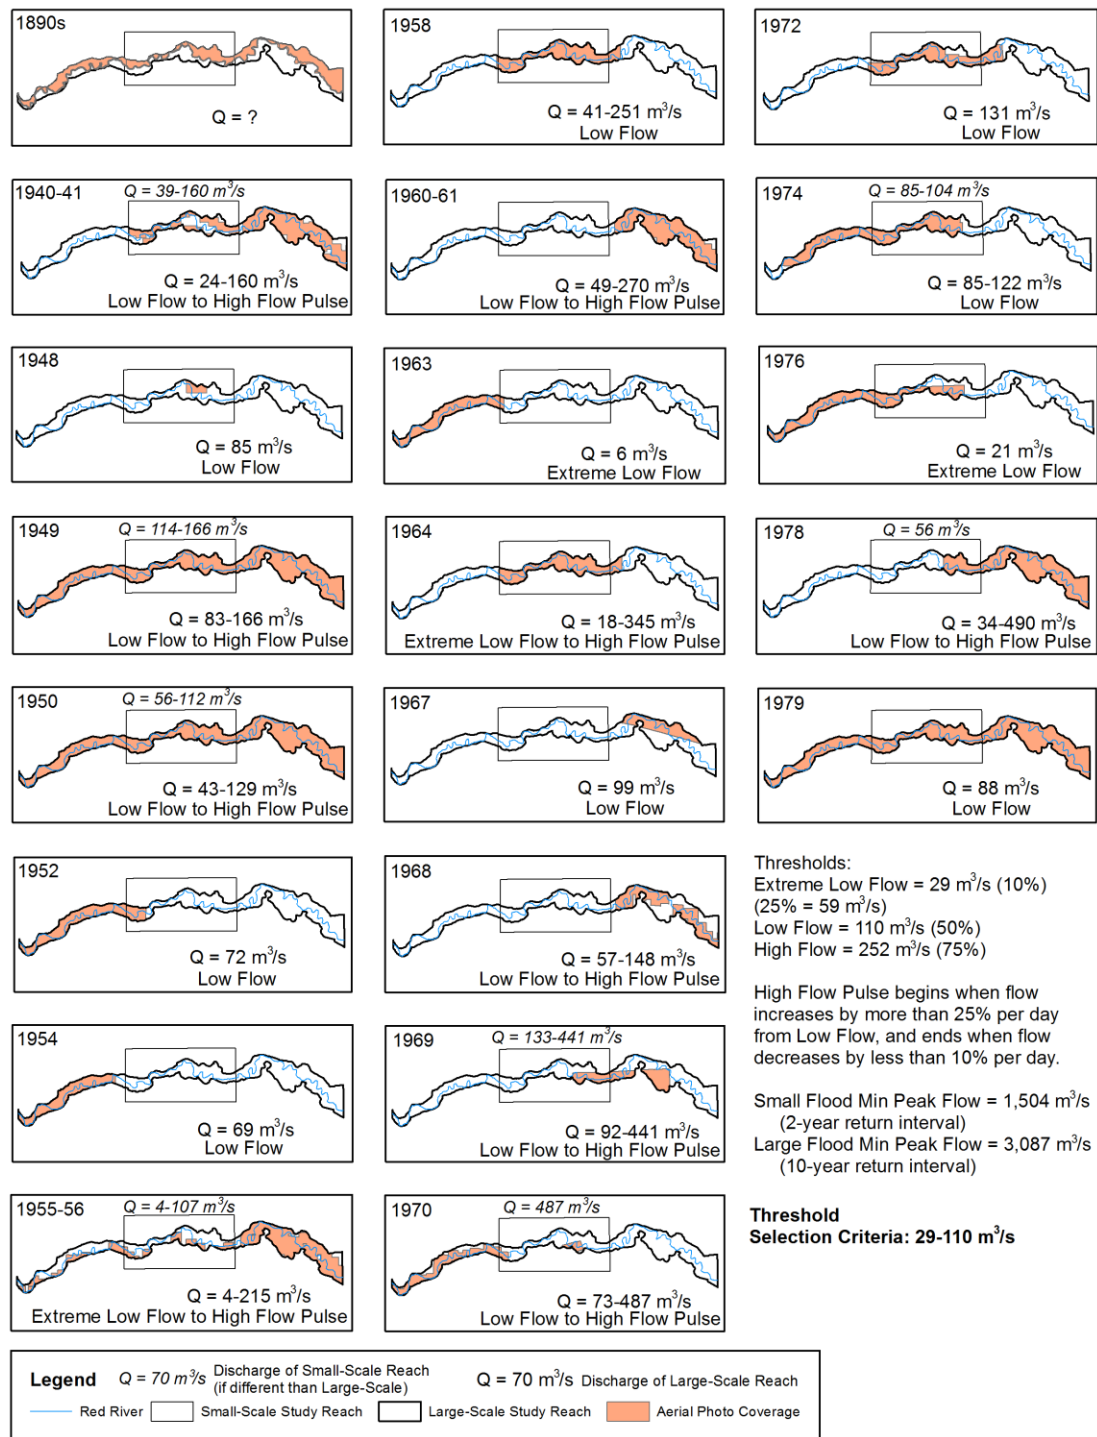 1890s
Q = ?
1940-41
Q = 39-160 m³/s
Q = 24-160 m³/s
Low Flow to High Flow Pulse
1948
Q = 85 m³/s
Low Flow
1949
Q = 114-166 m³/s
Q = 83-166 m³/s
Low Flow to High Flow Pulse
1950
Q = 56-112 m³/s
Q = 43-129 m³/s
Low Flow to High Flow Pulse
1952
Q = 72 m³/s
Low Flow
1954
Q = 69 m³/s
Low Flow
1955-56
Q = 4-107 m³/s
Q = 4-215 m³/s
Extreme Low Flow to High Flow Pulse
1958
Q = 41-251 m³/s
Low Flow
1960-61
Q = 49-270 m³/s
Low Flow to High Flow Pulse
1963
Q = 6 m³/s
Extreme Low Flow
1964
Q = 18-345 m³/s
Extreme Low Flow to High Flow Pulse
1967
Q = 99 m³/s
Low Flow
1968
Q = 57-148 m³/s
Low Flow to High Flow Pulse
1969
Q = 133-441 m³/s
Q = 92-441 m³/s
Low Flow to High Flow Pulse
1970
Q = 487 m³/s
Q = 73-487 m³/s
Low Flow to High Flow Pulse
1972
Q = 131 m³/s
Low Flow
1974
Q = 85-104 m³/s
Q = 85-122 m³/s
Low Flow
1976
Q = 21 m³/s
Extreme Low Flow
1978
Q = 56 m³/s
Q = 34-490 m³/s
Low Flow to High Flow Pulse
1979
Q = 88 m³/s
Low Flow
Thresholds:
Extreme Low Flow = 29 m³/s (10%)
(25% = 59 m³/s)
Low Flow = 110 m³/s (50%)
High Flow = 252 m³/s (75%)
High Flow Pulse begins when flow
increases by more than 25% per day
from Low Flow, and ends when flow
decreases by less than 10% per day.
Small Flood Min Peak Flow = 1,504 m³/s
(2-year return interval)
Large Flood Min Peak Flow = 3,087 m³/s
(10-year return interval)
Threshold
Selection Criteria: 29-110 m³/s
Legend
Q = 70 m³/s Discharge of Small-Scale Reach
(if different than Large-Scale)
Q = 70 m³/s Discharge of Large-Scale Reach
Red River
Small-Scale Study Reach
Large-Scale Study Reach
Aerial Photo Coverage